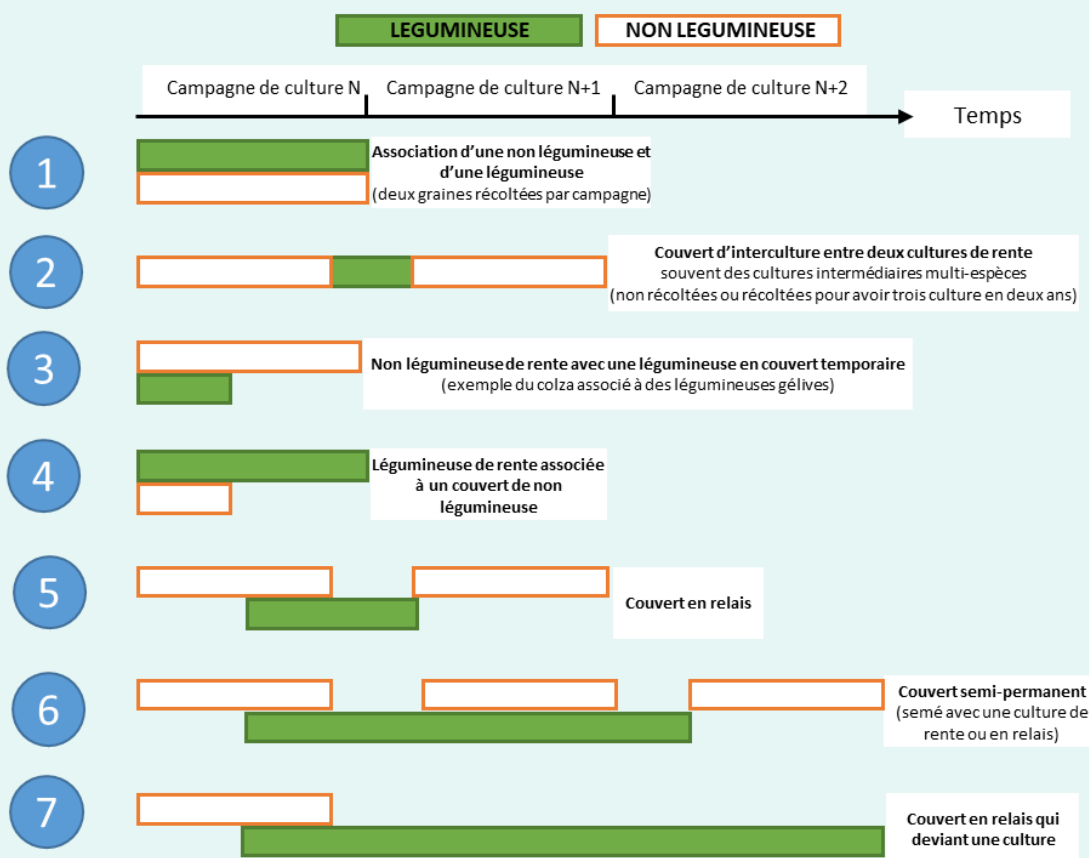 LEGUMINEUSE
NON LEGUMINEUSE
Campagne de culture N
Campagne de culture N+1
Campagne de culture N+2
Temps
1
Association d'une non légumineuse et
d'une légumineuse
(deux graines récoltées par campagne)
2
Couvert d'interculture entre deux cultures de rente
souvent des cultures intermédiaires multi-espèces
(non récoltées ou récoltées pour avoir trois culture en deux ans)
3
Non légumineuse de rente avec une légumineuse en couvert temporaire
(exemple du colza associé à des légumineuses gélives)
4
Légumineuse de rente associée
à un couvert de non
légumineuse
5
Couvert en relais
6
Couvert semi-permanent
(semé avec une culture de
rente ou en relais)
7
Couvert en relais qui
deviant une culture